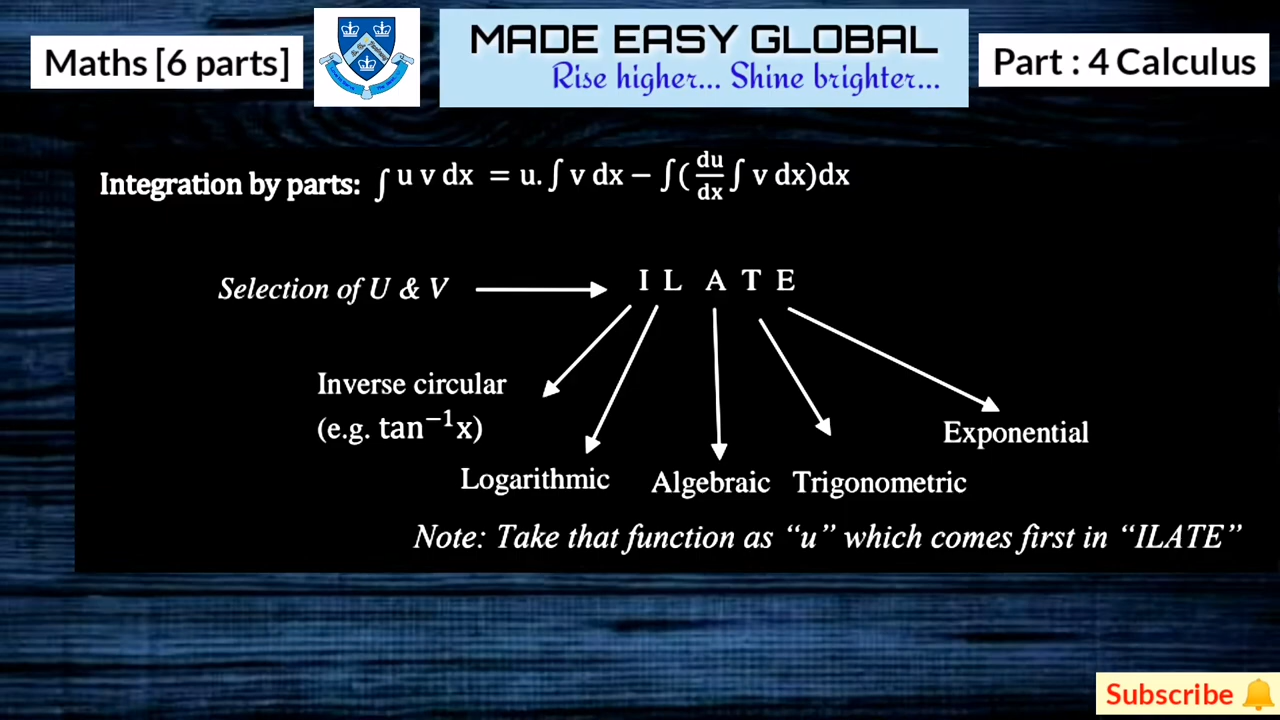 Maths [6 parts]
MADE EASY GLOBAL
Rise higher... Shine brighter...
Part : 4 Calculus
Integration by parts: ∫ u v dx = u. ∫ v dx − ∫( du/dx ∫ v dx)dx
Selection of U & V
I L A T E
Inverse circular
(e.g. tan⁻¹x)
Exponential
Logarithmic
Algebraic
Trigonometric
Note: Take that function as “u” which comes first in “ILATE”
Subscribe